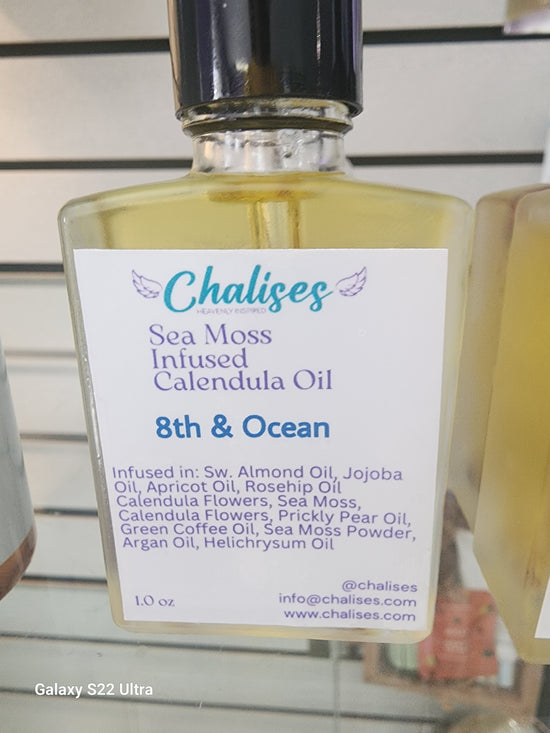 Chalises
HEAVENLY INSPIRED
Sea Moss
Infused
Calendula Oil
8th & Ocean
Infused in: Sw. Almond Oil, Jojoba
Oil, Apricot Oil, Rosehip Oil
Calendula Flowers, Sea Moss,
Calendula Flowers, Prickly Pear Oil,
Green Coffee Oil, Sea Moss Powder,
Argan Oil, Helichrysum Oil
@chalises
1.0 oz
info@chalises.com
www.chalises.com
Galaxy S22 Ultra